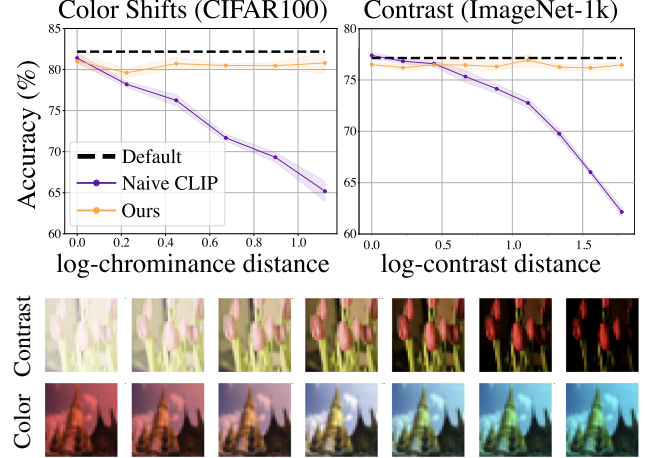 Color Shifts (CIFAR100)
Contrast (ImageNet-1k)
Accuracy (%)
85
80
75
70
65
60
0.0 0.2 0.4 0.6 0.8 1.0
log-chrominance distance
Default
Naive CLIP
Ours
80
75
70
65
60
0.0 0.5 1.0 1.5
log-contrast distance
Contrast
Color